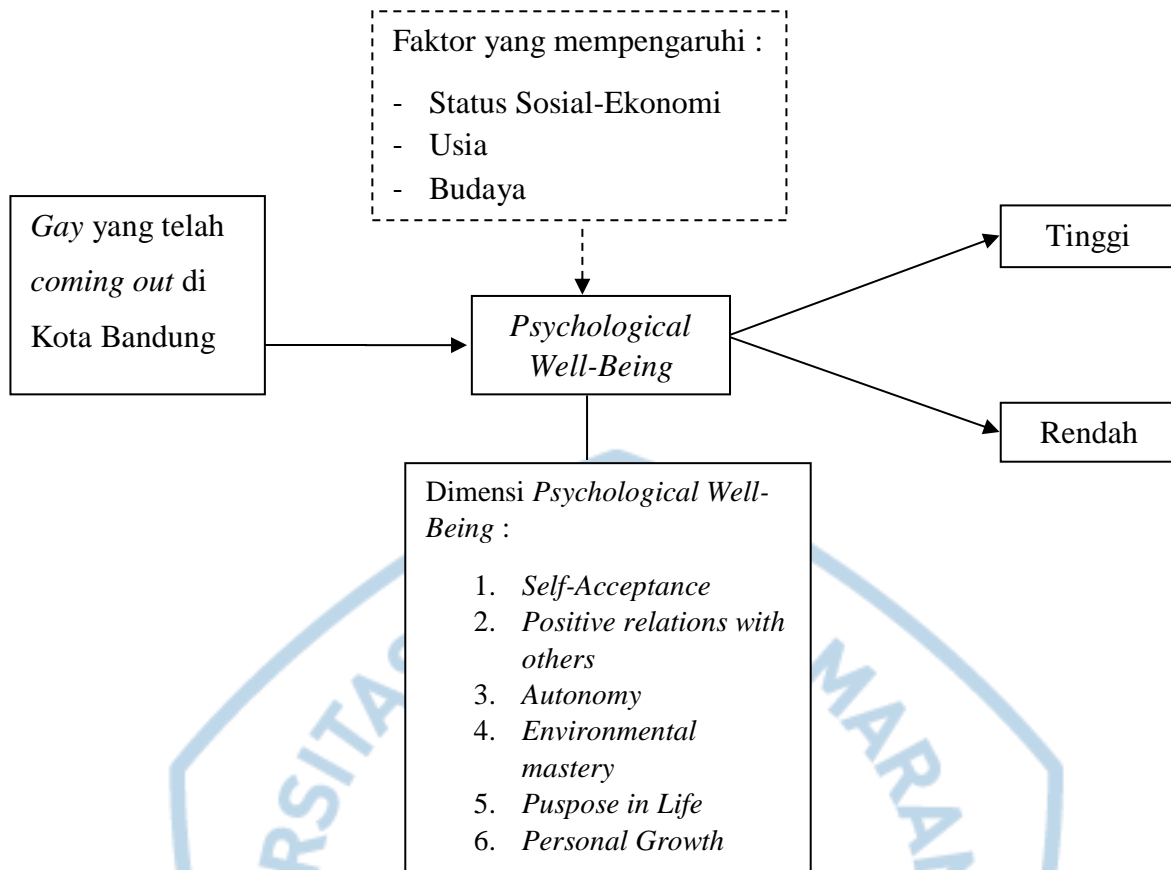 Faktor yang mempengaruhi :
- Status Sosial-Ekonomi
- Usia
- Budaya
Gay yang telah
coming out di
Kota Bandung
Psychological
Well-Being
Tinggi
Rendah
Dimensi Psychological Well-
Being :
1. Self-Acceptance
2. Positive relations with
others
3. Autonomy
4. Environmental
mastery
5. Puspose in Life
6. Personal Growth